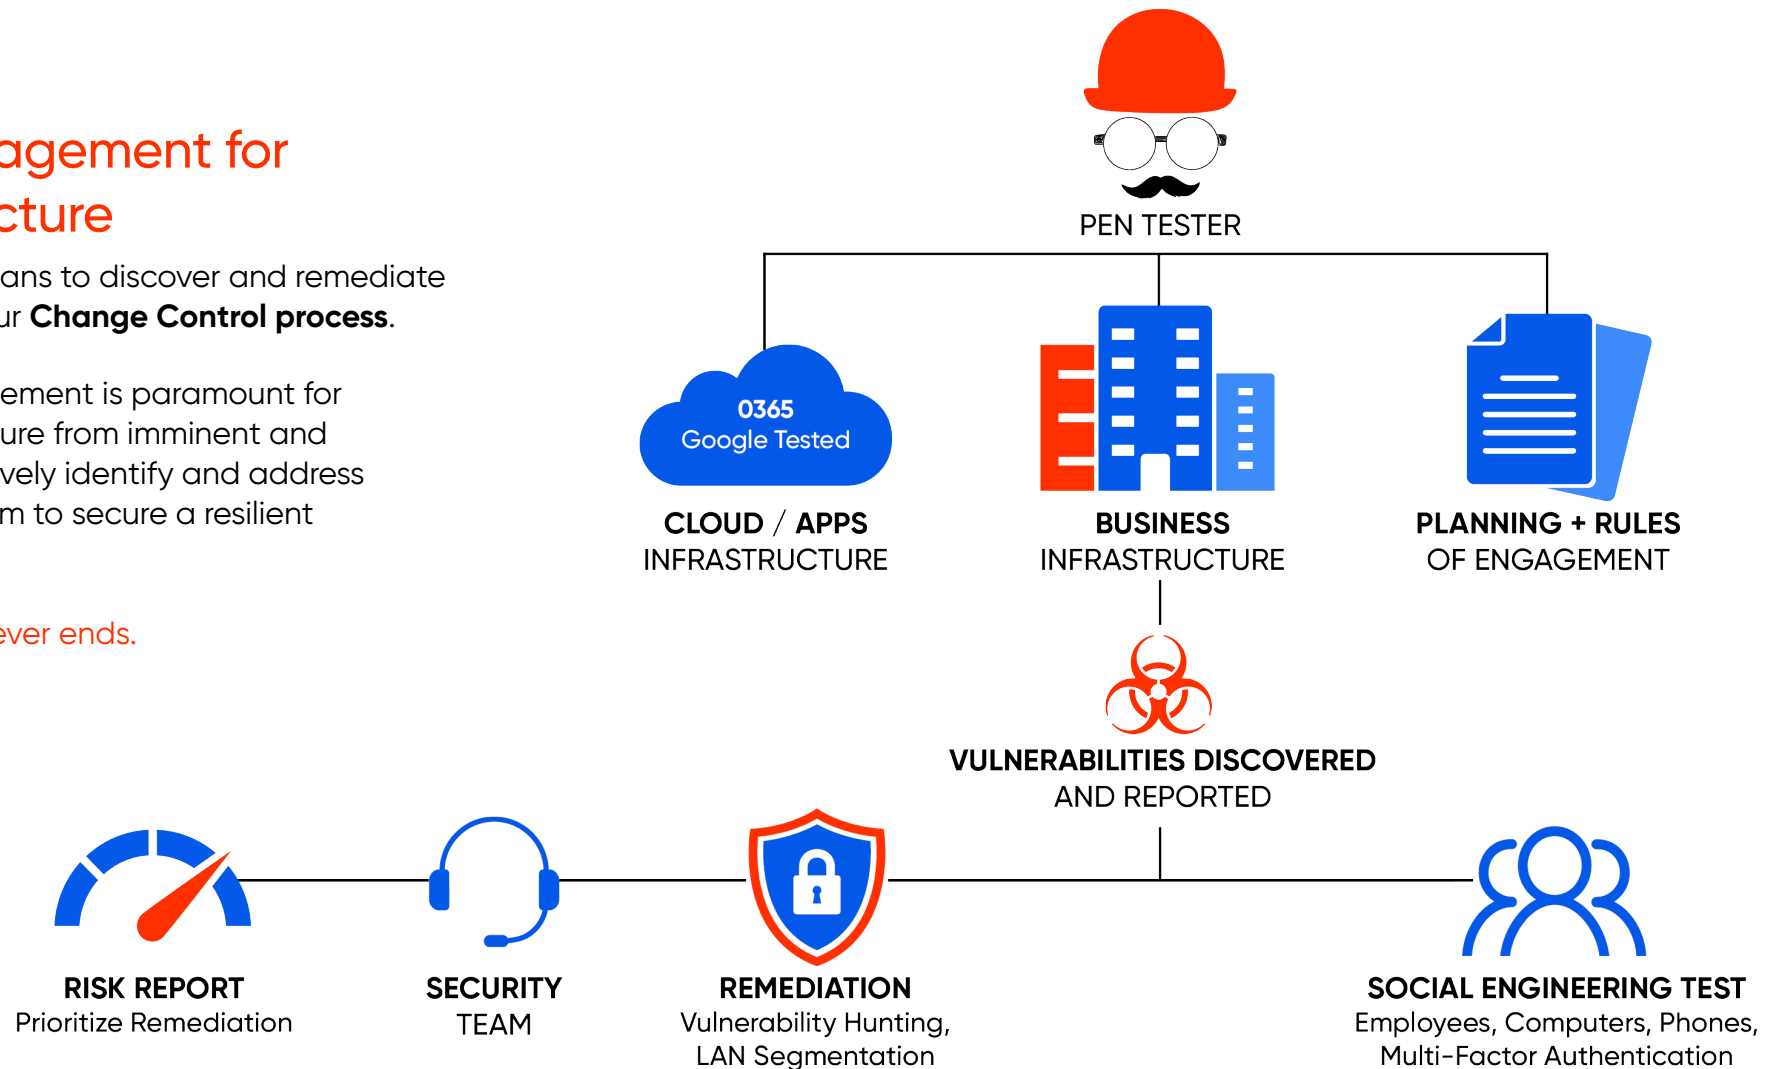 agement for
cture
ans to discover and remediate
ur Change Control process.
ement is paramount for
ure from imminent and
vely identify and address
m to secure a resilient
ever ends.
PEN TESTER
0365
Google Tested
CLOUD / APPS
INFRASTRUCTURE
BUSINESS
INFRASTRUCTURE
PLANNING + RULES
OF ENGAGEMENT
VULNERABILITIES DISCOVERED
AND REPORTED
RISK REPORT
Prioritize Remediation
SECURITY
TEAM
REMEDIATION
Vulnerability Hunting,
LAN Segmentation
SOCIAL ENGINEERING TEST
Employees, Computers, Phones,
Multi-Factor Authentication